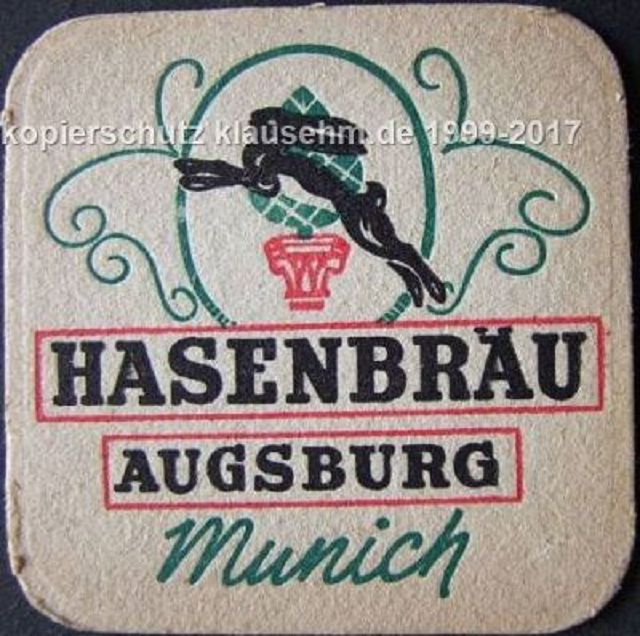 kopierschutz klausehm.de 1999-2017
HASENBRÄU
AUGSBURG
Munich